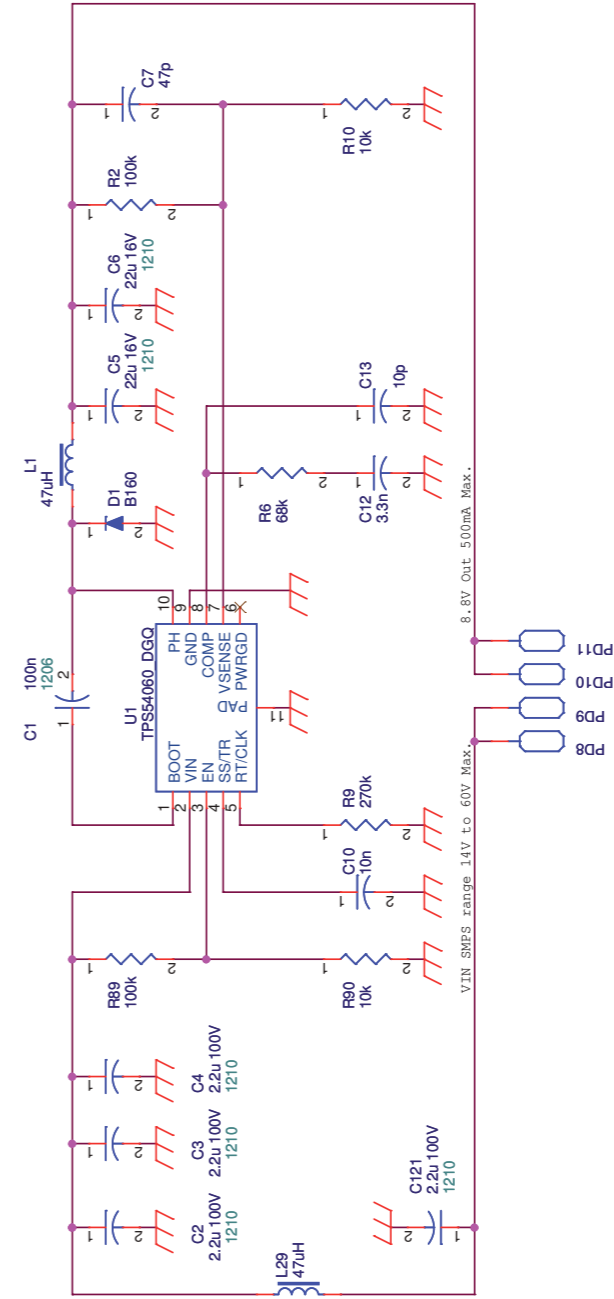 C7
47p
1
2
R10
10k
1
2
R2
100k
1
2
C6
22u 16V
1210
1
2
C5
22u 16V
1210
1
2
L1
47uH
C13
10p
1
2
D1
B160
1
2
R6
68k
1
2
C12
3.3n
1
2
C1
100n
1206
1
2
U1
TPS54060_DGQ
BOOT
VIN
EN
SS/TR
RT/CLK
PH
GND
COMP
VSENSE
PWRGD
PAD
1
2
3
4
5
10
9
8
7
6
11
8.8V Out 500mA Max.
PD11
PD10
PD9
PD8
VIN SMPS range 14V to 60V Max.
R9
270k
1
2
C10
10n
1
2
R89
100k
1
2
R90
10k
1
2
C4
2.2u 100V
1210
1
2
C3
2.2u 100V
1210
1
2
C2
2.2u 100V
1210
1
2
C121
2.2u 100V
1210
1
2
L29
47uH